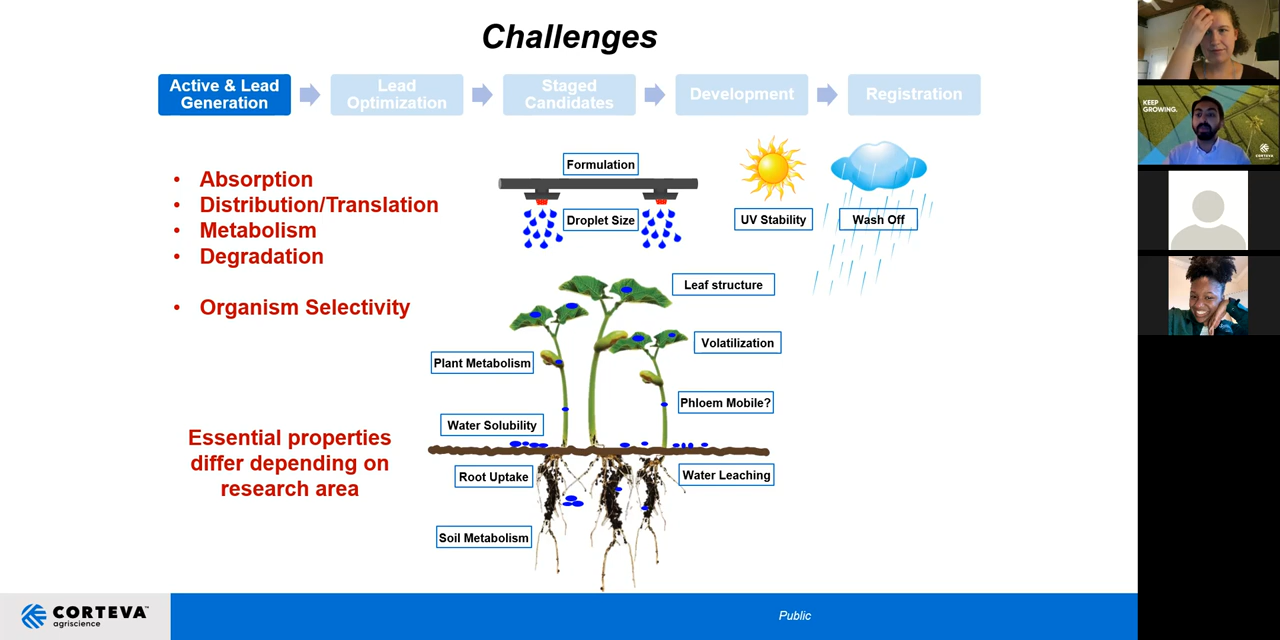 Challenges
Active & Lead
Generation
Lead
Optimization
Staged
Candidates
Development
Registration
• Absorption
• Distribution/Translation
• Metabolism
• Degradation
• Organism Selectivity
Essential properties
differ depending on
research area
Formulation
Droplet Size
UV Stability
Wash Off
Leaf structure
Volatilization
Plant Metabolism
Phloem Mobile?
Water Solubility
Root Uptake
Water Leaching
Soil Metabolism
CORTEVA™
agriscience
Public
KEEP
GROWING.
CORTEVA